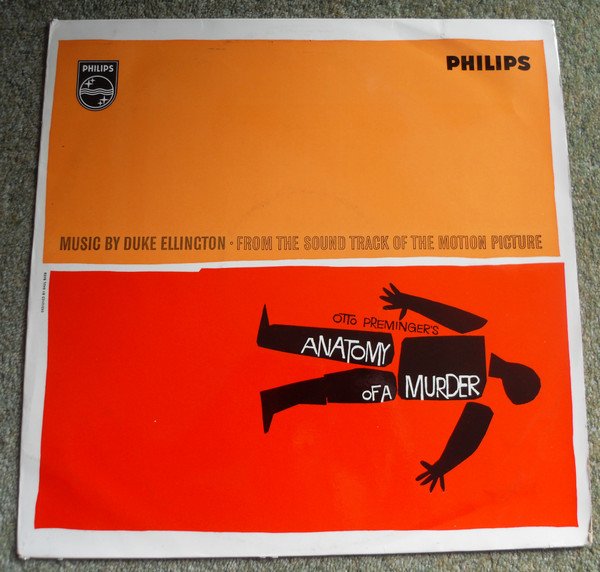 PHILIPS
PHILIPS
MUSIC BY DUKE ELLINGTON · FROM THE SOUND TRACK OF THE MOTION PICTURE
OTTO PREMINGER'S
ANATOMY
OF A MURDER